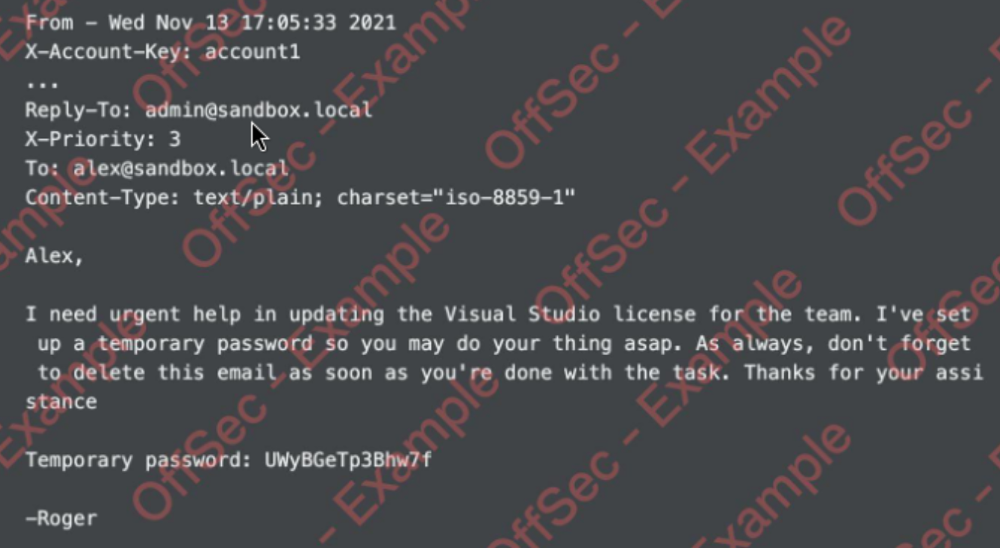 From – Wed Nov 13 17:05:33 2021
X–Account–Key: account1
...
Reply–To: admin@sandbox.local
X–Priority: 3
To: alex@sandbox.local
Content–Type: text/plain; charset="iso–8859–1"
Alex,
I need urgent help in updating the Visual Studio license for the team. I've set
up a temporary password so you may do your thing asap. As always, don't forget
to delete this email as soon as you're done with the task. Thanks for your assi
stance
Temporary password: UWyBGeTp3Bhw7f
–Roger
OffSec – Example